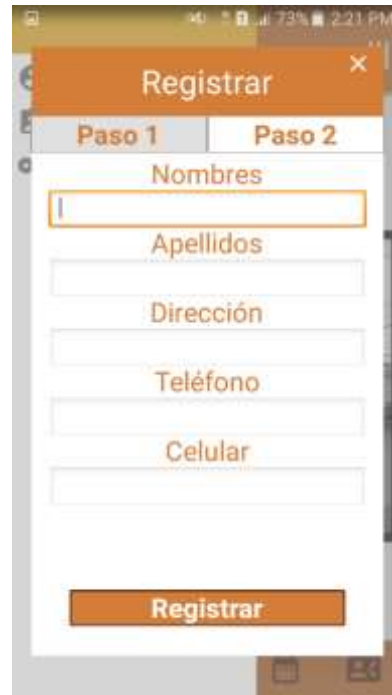 73% 2:21 PM
Registrar ×
Paso 1 Paso 2
Nombres
Apellidos
Dirección
Teléfono
Celular
Registrar